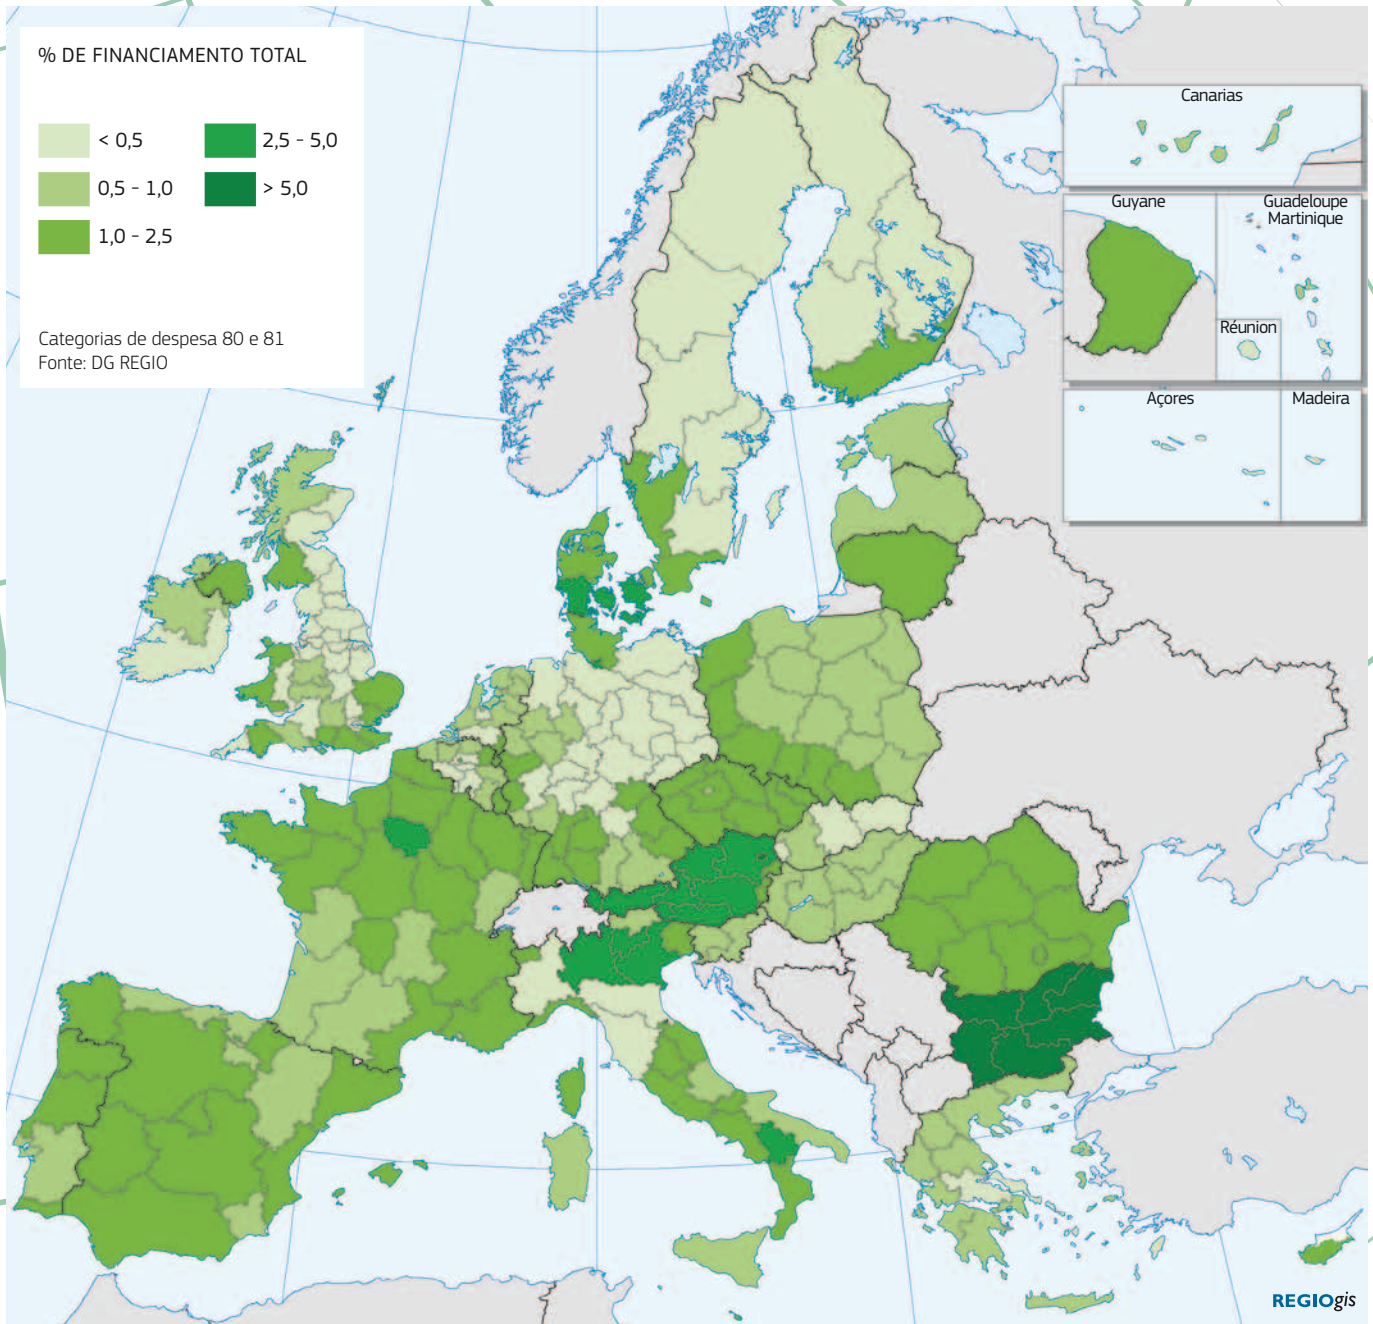 % DE FINANCIAMENTO TOTAL
< 0,5
0,5 - 1,0
1,0 - 2,5
2,5 - 5,0
> 5,0
Categorias de despesa 80 e 81
Fonte: DG REGIO
Canarias
Guyane
Guadeloupe
Martinique
Réunion
Açores
Madeira
REGIOgis